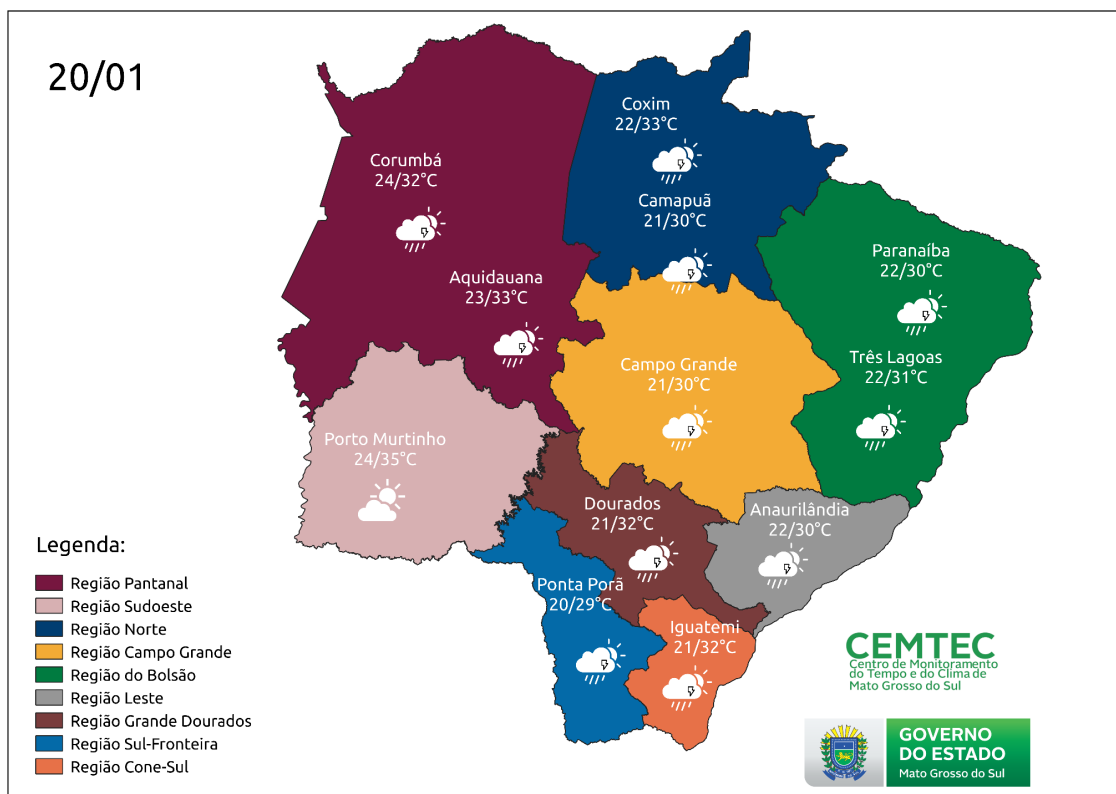 20/01
Coxim
22/33°C
Corumbá
24/32°C
Camapuã
21/30°C
Paranaíba
22/30°C
Aquidauana
23/33°C
Campo Grande
21/30°C
Três Lagoas
22/31°C
Porto Murtinho
24/35°C
Dourados
21/32°C
Anaurilândia
22/30°C
Ponta Porã
20/29°C
Iguatemi
21/32°C
Legenda:
Região Pantanal
Região Sudoeste
Região Norte
Região Campo Grande
Região do Bolsão
Região Leste
Região Grande Dourados
Região Sul-Fronteira
Região Cone-Sul
CEMTEC
Centro de Monitoramento
do Tempo e do Clima de
Mato Grosso do Sul
GOVERNO
DO ESTADO
Mato Grosso do Sul